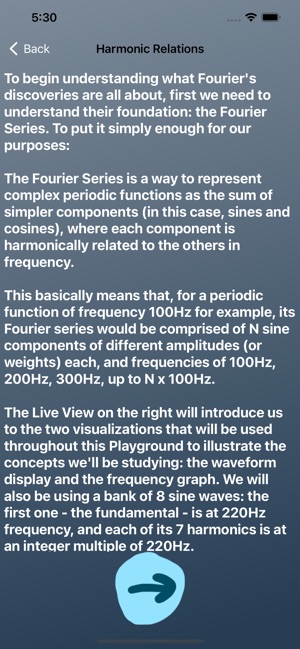 5:30
Back
Harmonic Relations
To begin understanding what Fourier's
discoveries are all about, first we need to
understand their foundation: the Fourier
Series. To put it simply enough for our
purposes:
The Fourier Series is a way to represent
complex periodic functions as the sum of
simpler components (in this case, sines and
cosines), where each component is
harmonically related to the others in
frequency.
This basically means that, for a periodic
function of frequency 100Hz for example, its
Fourier series would be comprised of N sine
components of different amplitudes (or
weights) each, and frequencies of 100Hz,
200Hz, 300Hz, up to N x 100Hz.
The Live View on the right will introduce us
to the two visualizations that will be used
throughout this Playground to illustrate the
concepts we'll be studying: the waveform
display and the frequency graph. We will
also be using a bank of 8 sine waves: the
first one - the fundamental - is at 220Hz
frequency, and each of its 7 harmonics is at
an integer multiple of 220Hz.